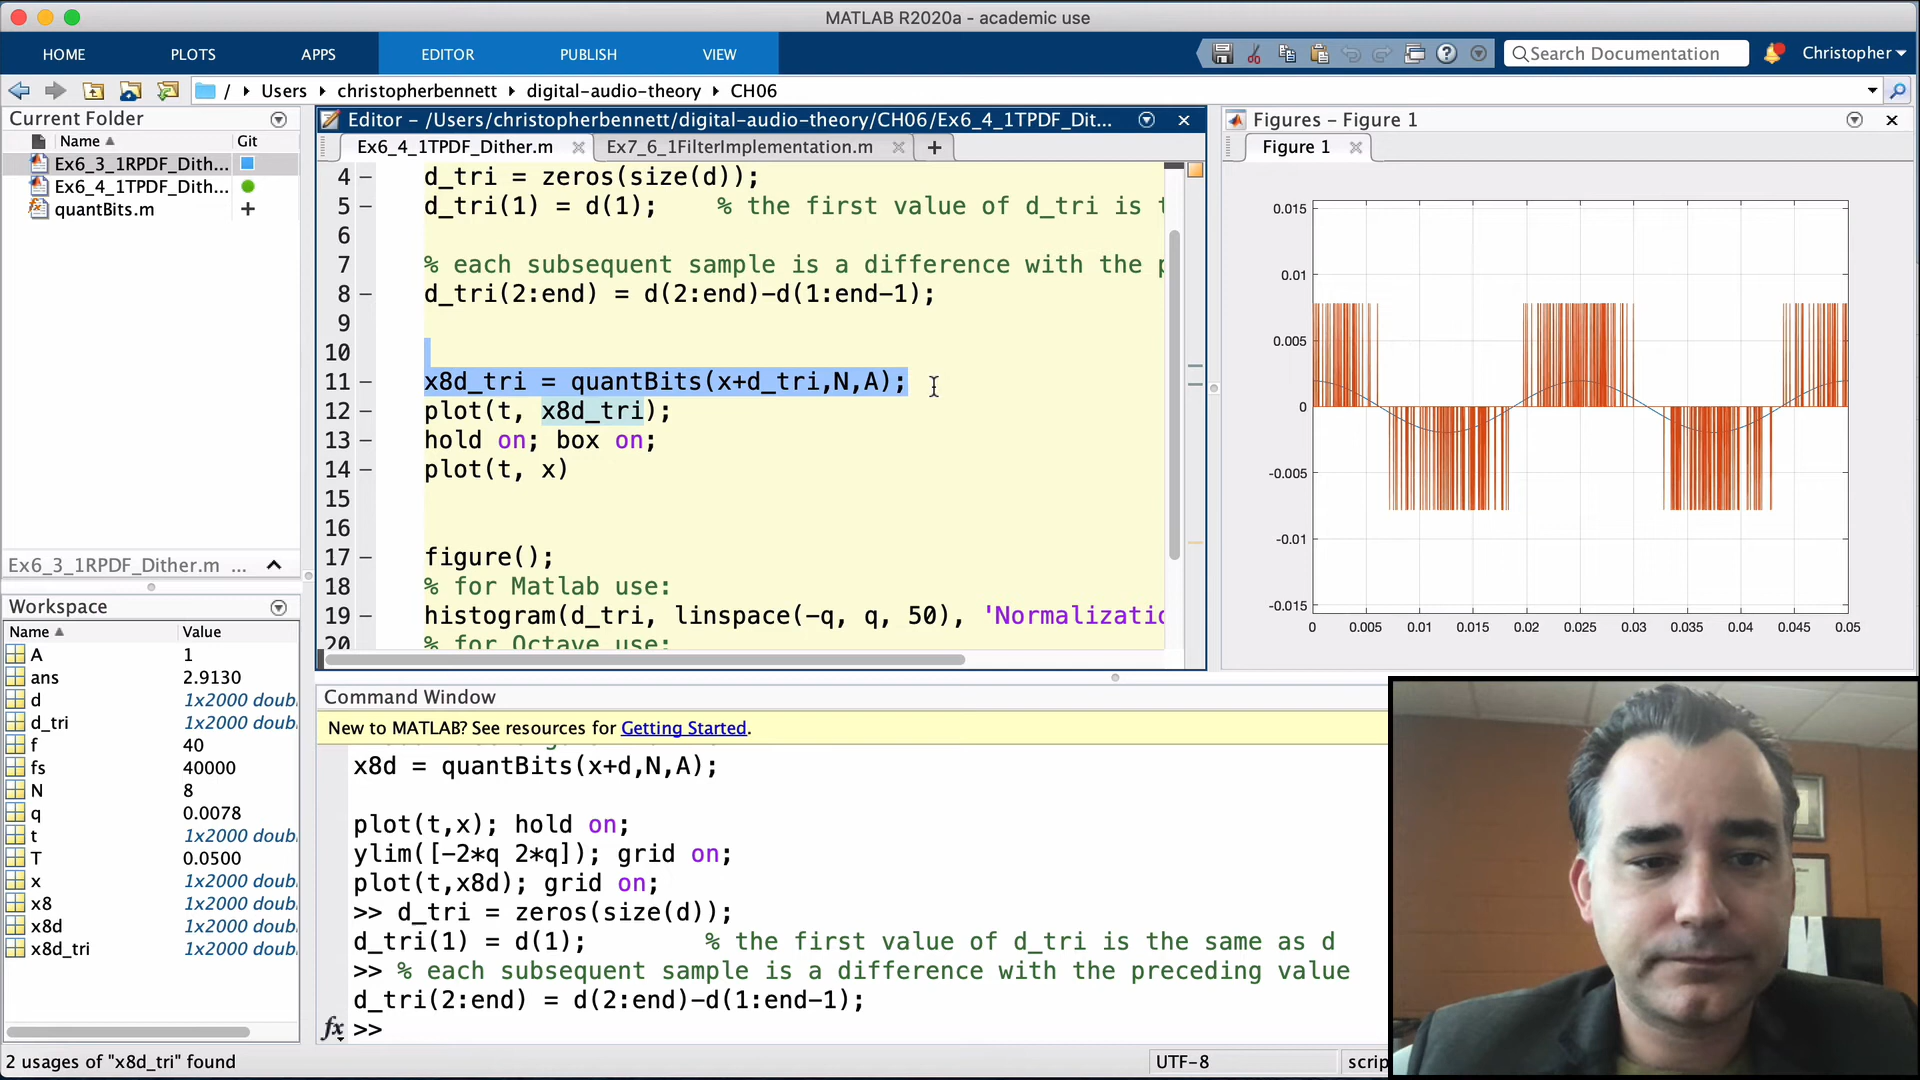 MATLAB R2020a - academic use
HOME PLOTS APPS EDITOR PUBLISH VIEW
Search Documentation
Christopher
/ Users christopherbennett digital-audio-theory CH06
Current Folder
Name Git
Ex6_3_1RPDF_Dith...
Ex6_4_1TPDF_Dith...
quantBits.m
Ex6_3_1RPDF_Dither.m ...
Workspace
Name Value
A 1
ans 2.9130
d 1x2000 doub
d_tri 1x2000 doub
f 40
fs 40000
N 8
q 0.0078
t 1x2000 doub
T 0.0500
x 1x2000 doub
x8 1x2000 doub
x8d 1x2000 doub
x8d_tri 1x2000 doub
2 usages of "x8d_tri" found
Editor - /Users/christopherbennett/digital-audio-theory/CH06/Ex6_4_1TPDF_Dit...
Ex6_4_1TPDF_Dither.m Ex7_6_1FilterImplementation.m
4 d_tri = zeros(size(d));
5 d_tri(1) = d(1); % the first value of d_tri is
6
7 % each subsequent sample is a difference with the
8 d_tri(2:end) = d(2:end)-d(1:end-1);
9
10
11 x8d_tri = quantBits(x+d_tri,N,A);
12 plot(t, x8d_tri);
13 hold on; box on;
14 plot(t, x)
15
16
17 figure();
18 % for Matlab use:
19 histogram(d_tri, linspace(-q, q, 50), 'Normalizatio
20 % for Octave use:
Figures - Figure 1
Figure 1
0.015
0.01
0.005
0
-0.005
-0.01
-0.015
0 0.005 0.01 0.015 0.02 0.025 0.03 0.035 0.04 0.045 0.05
Command Window
New to MATLAB? See resources for Getting Started.
x8d = quantBits(x+d,N,A);
plot(t,x); hold on;
ylim([-2*q 2*q]); grid on;
plot(t,x8d); grid on;
>> d_tri = zeros(size(d));
d_tri(1) = d(1); % the first value of d_tri is the same as d
>> % each subsequent sample is a difference with the preceding value
d_tri(2:end) = d(2:end)-d(1:end-1);
fx >>
UTF-8 scrip